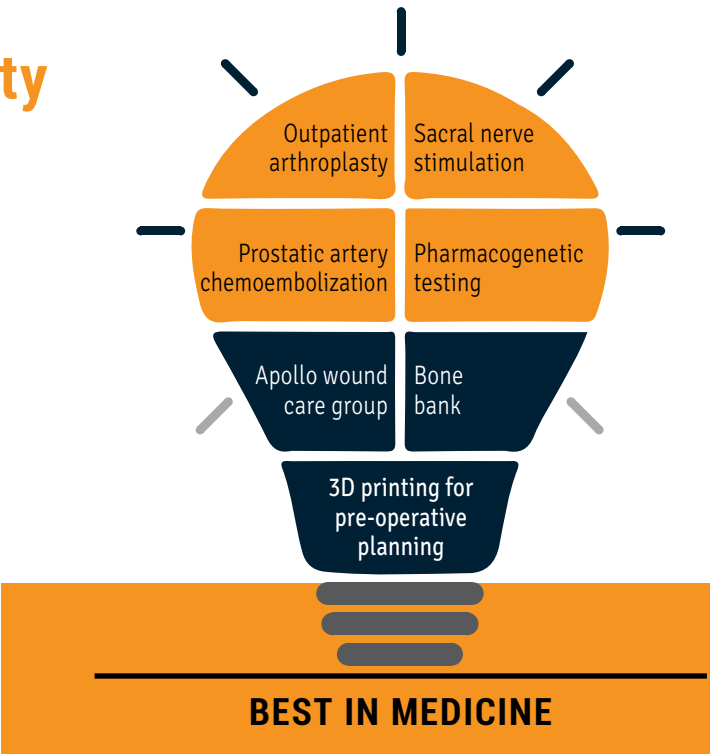 ty
Outpatient
arthroplasty
Sacral nerve
stimulation
Prostatic artery
chemoembolization
Pharmacogenetic
testing
Apollo wound
care group
Bone
bank
3D printing for
pre-operative
planning
BEST IN MEDICINE